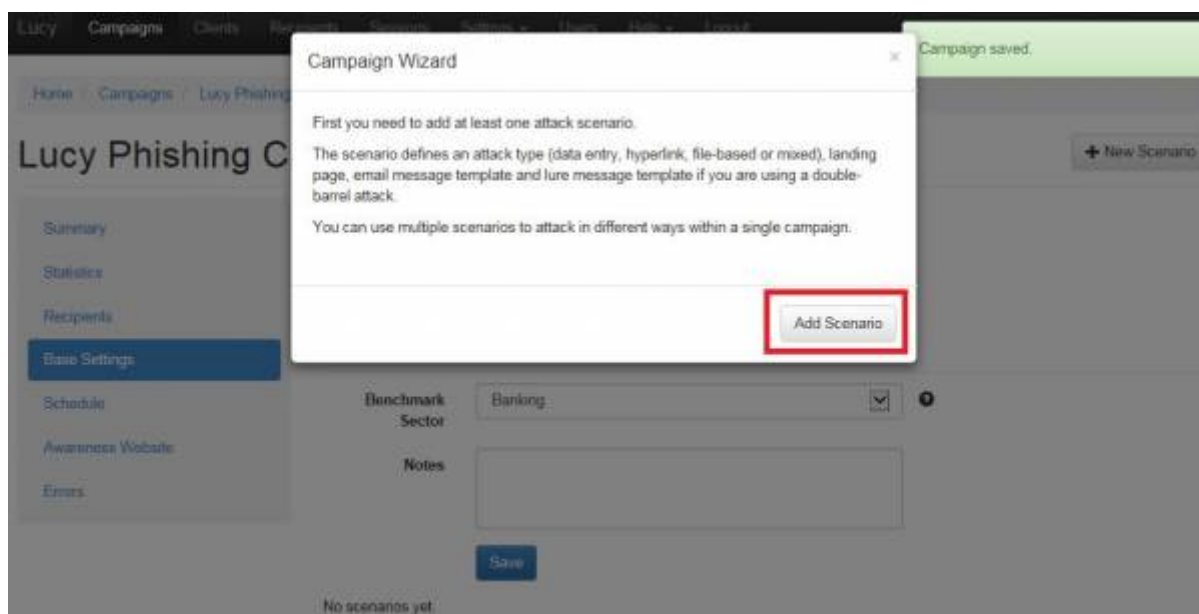 Lucy Campaigns Clients Recipients Sessions Settings Users Help Logout
Campaign saved.
Campaign Wizard ×
Home / Campaigns / Lucy Phishing
First you need to add at least one attack scenario.
Lucy Phishing C
+ New Scenario
The scenario defines an attack type (data entry, hyperlink, file-based or mixed), landing
page, email message template and lure message template if you are using a double-
barrel attack.
You can use multiple scenarios to attack in different ways within a single campaign.
Summary
Statistics
Recipients
Add Scenario
Base Settings
Schedule
Benchmark
Sector
Banking
Awareness Website
Notes
Errors
Save
No scenarios yet.